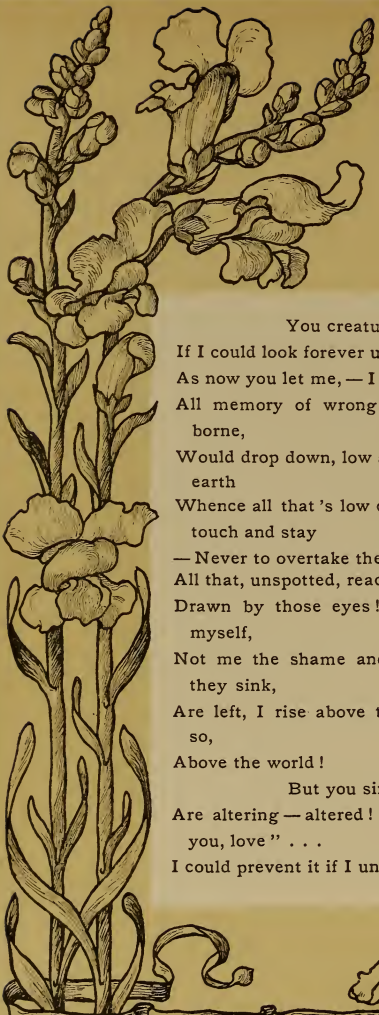 You creatu
If I could look forever u
As now you let me, — I
All memory of wrong
borne,
Would drop down, low
earth
Whence all that 's low
touch and stay
— Never to overtake the
All that, unspotted, reac
Drawn by those eyes!
myself,
Not me the shame and
they sink,
Are left, I rise above t
so,
Above the world!
But you si
Are altering — altered!
you, love" . . .
I could prevent it if I un